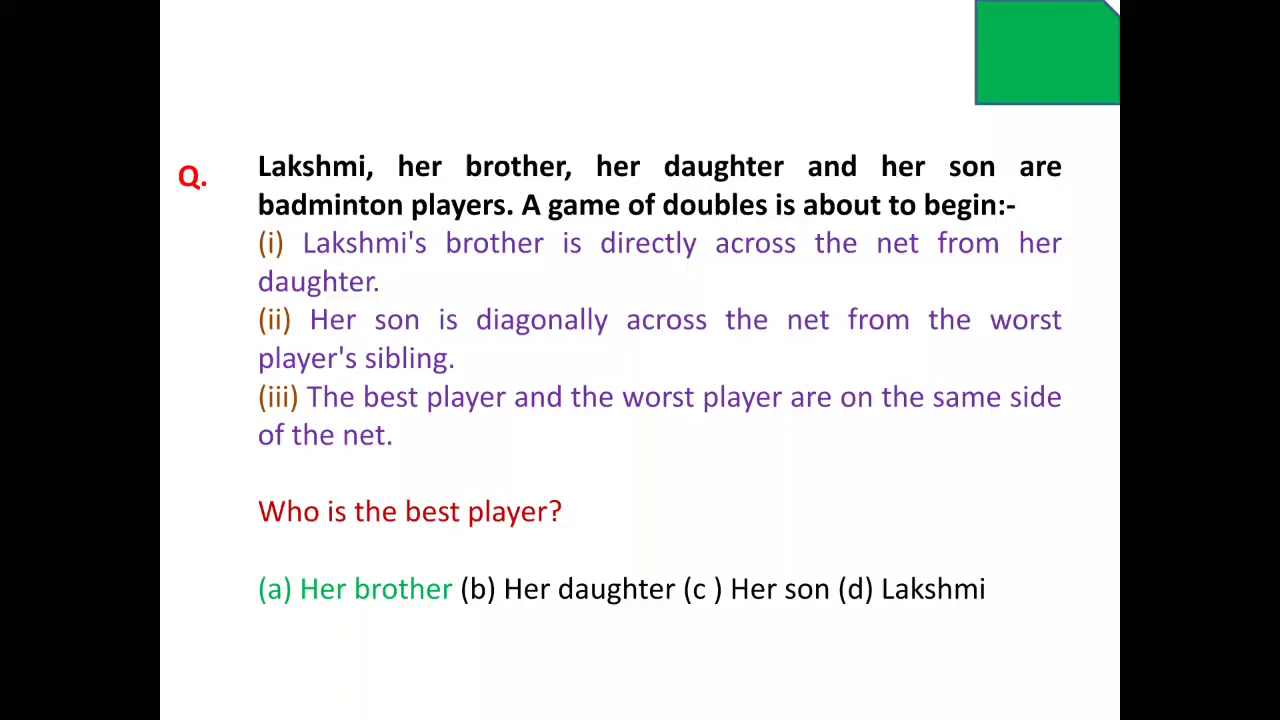 Q.
Lakshmi, her brother, her daughter and her son are
badminton players. A game of doubles is about to begin:-
(i) Lakshmi's brother is directly across the net from her
daughter.
(ii) Her son is diagonally across the net from the worst
player's sibling.
(iii) The best player and the worst player are on the same side
of the net.
Who is the best player?
(a) Her brother (b) Her daughter (c ) Her son (d) Lakshmi